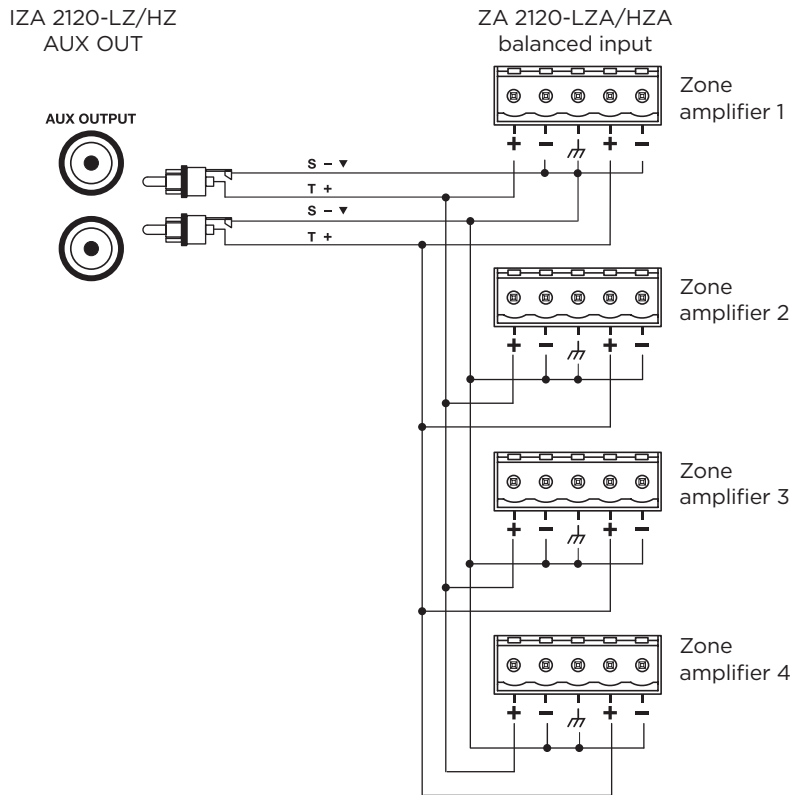 IZA 2120-LZ/HZ
AUX OUT
ZA 2120-LZA/HZA
balanced input
AUX OUTPUT
S – ▼
T +
S – ▼
T +
Zone
amplifier 1
+ – + –
Zone
amplifier 2
+ – + –
Zone
amplifier 3
+ – + –
Zone
amplifier 4
+ – + –